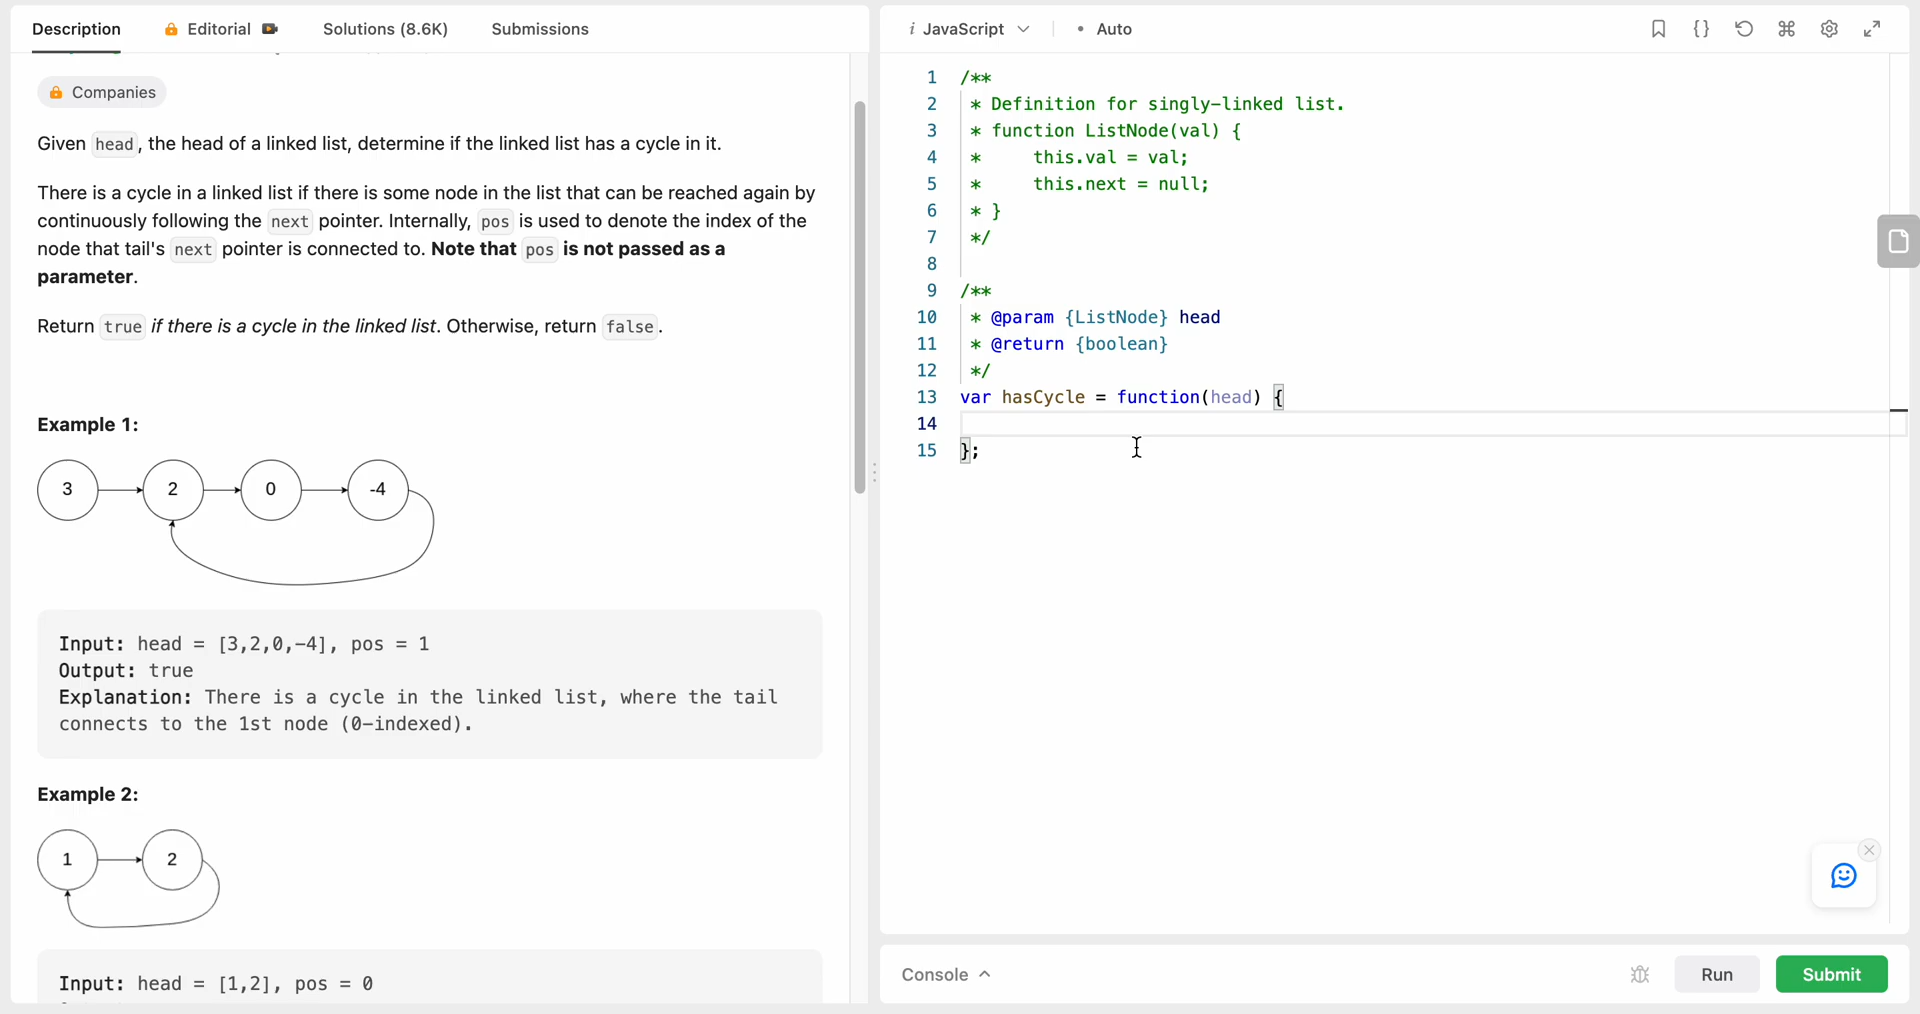 Description Editorial Solutions (8.6K) Submissions
Companies
Given head, the head of a linked list, determine if the linked list has a cycle in it.
There is a cycle in a linked list if there is some node in the list that can be reached again by
continuously following the next pointer. Internally, pos is used to denote the index of the
node that tail's next pointer is connected to. Note that pos is not passed as a
parameter.
Return true if there is a cycle in the linked list. Otherwise, return false.
Example 1:
3 2 0 -4
Input: head = [3,2,0,-4], pos = 1
Output: true
Explanation: There is a cycle in the linked list, where the tail
connects to the 1st node (0-indexed).
Example 2:
1 2
Input: head = [1,2], pos = 0
i JavaScript • Auto
1 /**
2 * Definition for singly-linked list.
3 * function ListNode(val) {
4 *     this.val = val;
5 *     this.next = null;
6 * }
7 */
8
9 /**
10 * @param {ListNode} head
11 * @return {boolean}
12 */
13 var hasCycle = function(head) {
14
15 };
Console Run Submit